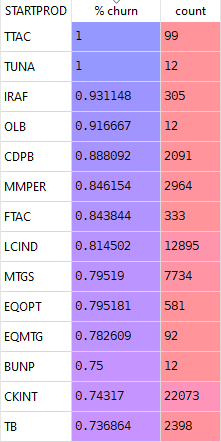 STARTPROD % churn count
TTAC 1 99
TUNA 1 12
IRAF 0.931148 305
OLB 0.916667 12
CDPB 0.888092 2091
MMPER 0.846154 2964
FTAC 0.843844 333
LCIND 0.814502 12895
MTGS 0.79519 7734
EQOPT 0.795181 581
EQMTG 0.782609 92
BUNP 0.75 12
CKINT 0.74317 22073
TB 0.736864 2398